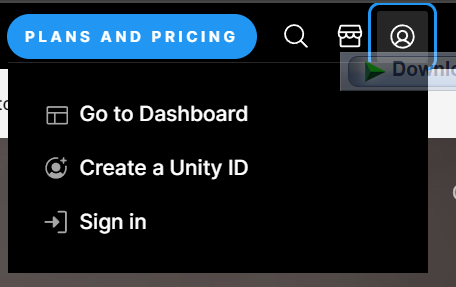 PLANS AND PRICING
Go to Dashboard
Create a Unity ID
Sign in